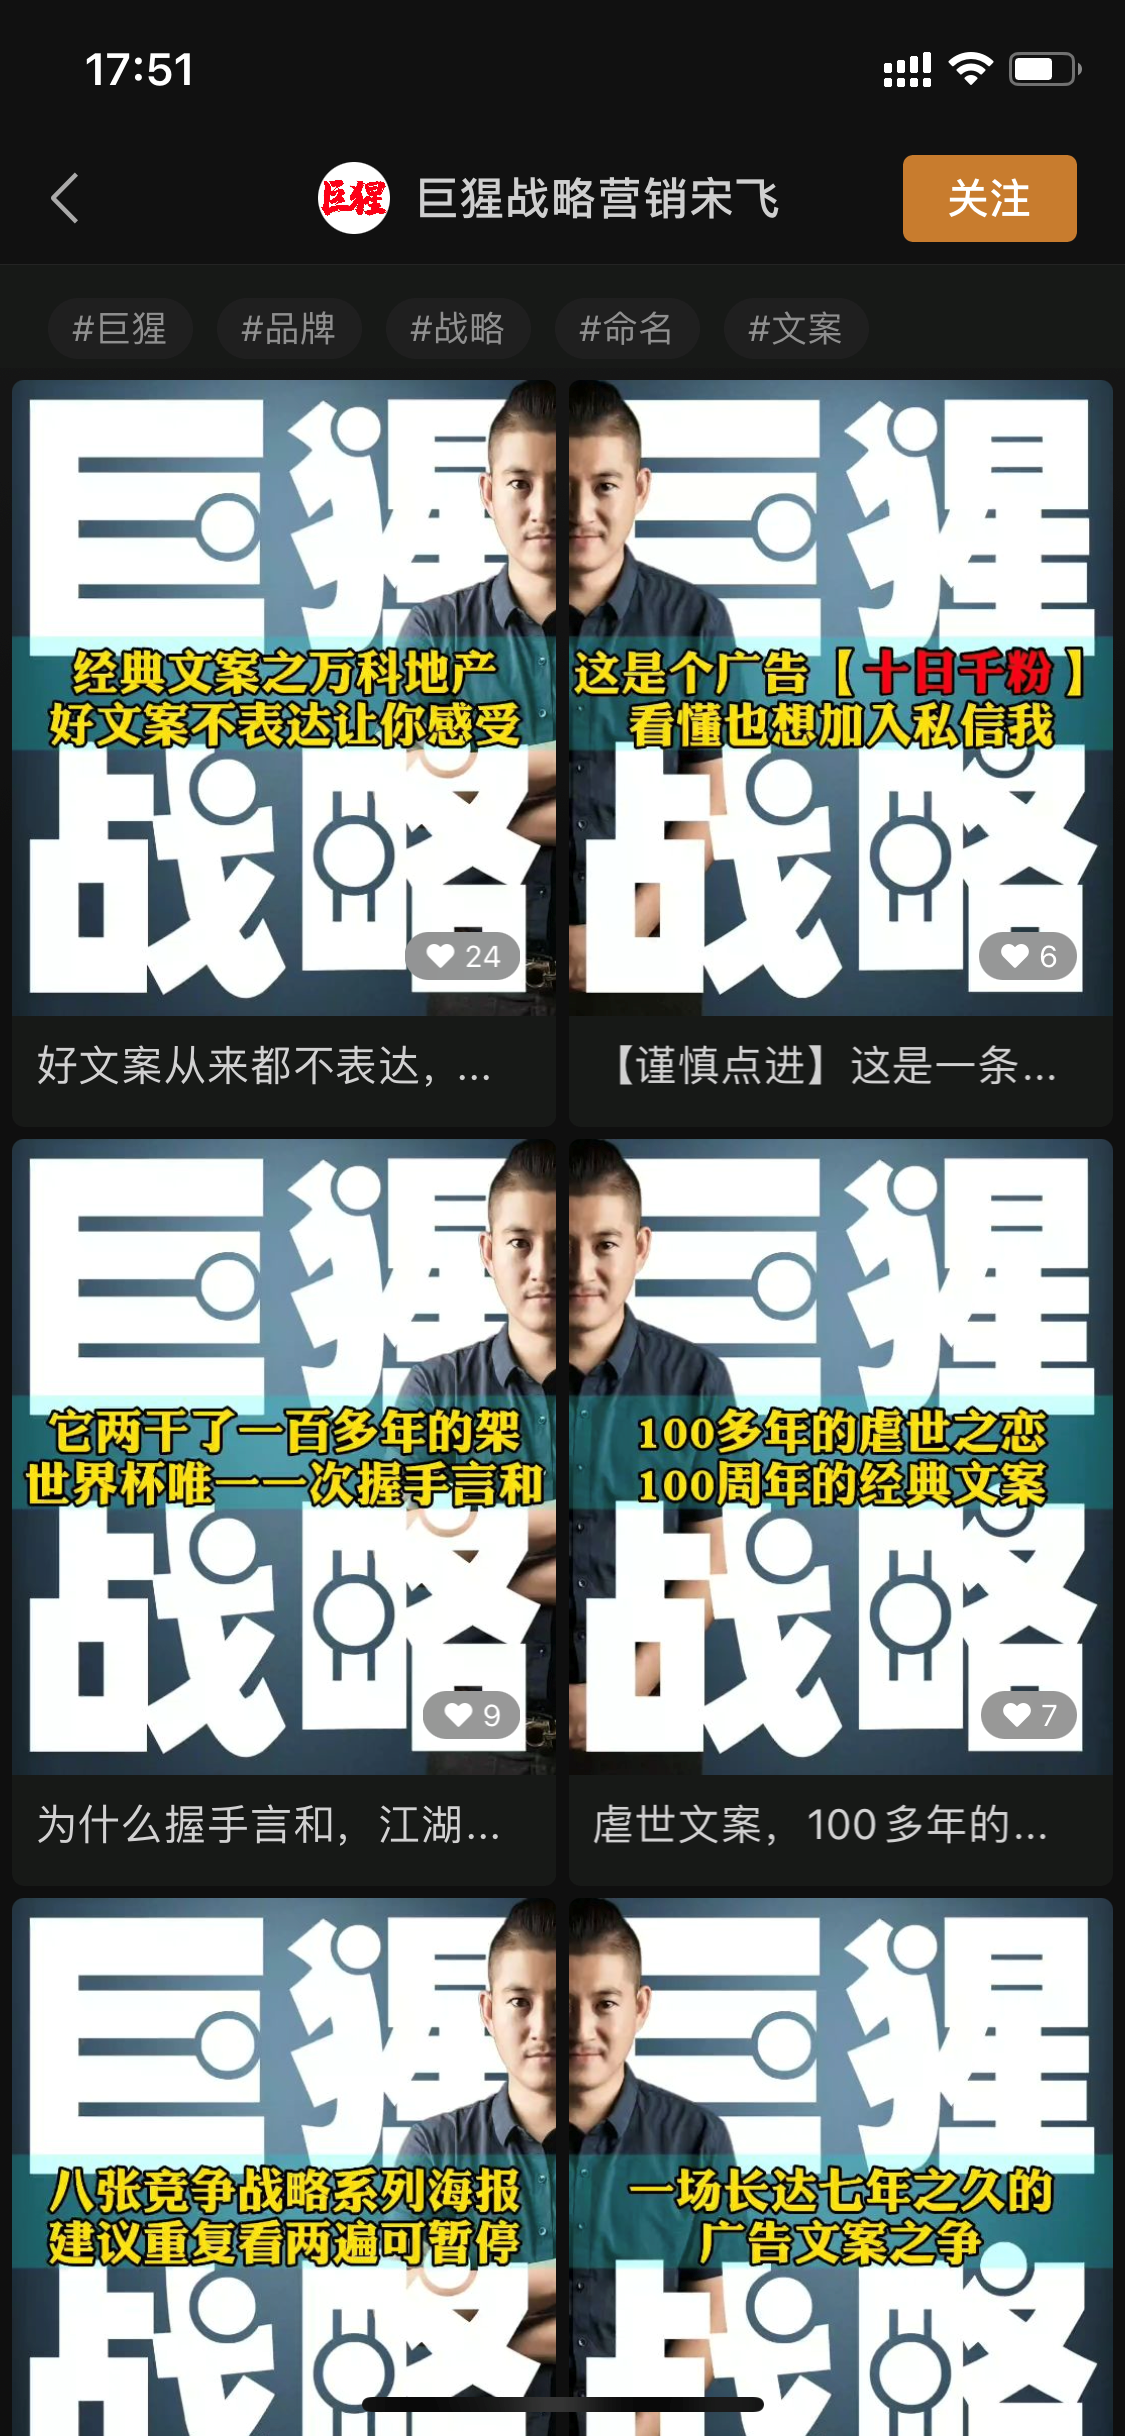 17:51
巨猩
巨猩战略营销宋飞
关注
#巨猩
#品牌
#战略
#命名
#文案
巨猩
经典文案之万科地产
好文案不表达让你感受
战略
24
好文案从来都不表达，...
巨猩
这是个广告【十日千粉】
看懂也想加入私信我
战略
6
【谨慎点进】这是一条...
巨猩
它两干了一百多年的架
世界杯唯一一次握手言和
战略
9
为什么握手言和，江湖...
巨猩
100多年的虐世之恋
100周年的经典文案
战略
7
虐世文案，100多年的...
巨猩
八张竞争战略系列海报
建议重复看两遍可暂停
战略
巨猩
一场长达七年之久的
广告文案之争
战略